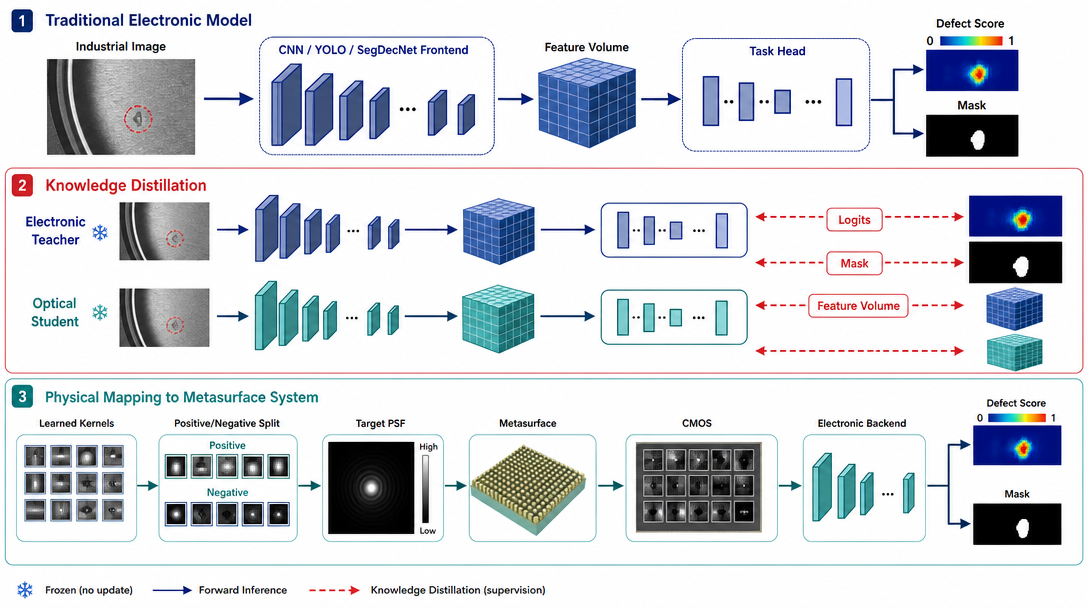 1 Traditional Electronic Model
Industrial Image
CNN / YOLO / SegDecNet Frontend
Feature Volume
Task Head
Defect Score
0 1
Mask
2 Knowledge Distillation
Electronic
Teacher
Logits
Mask
Optical
Student
Feature Volume
3 Physical Mapping to Metasurface System
Learned Kernels
Positive/Negative Split
Positive
Negative
Target PSF
High
Low
Metasurface
CMOS
Electronic Backend
Defect Score
0 1
Mask
Frozen (no update)
Forward Inference
Knowledge Distillation (supervision)